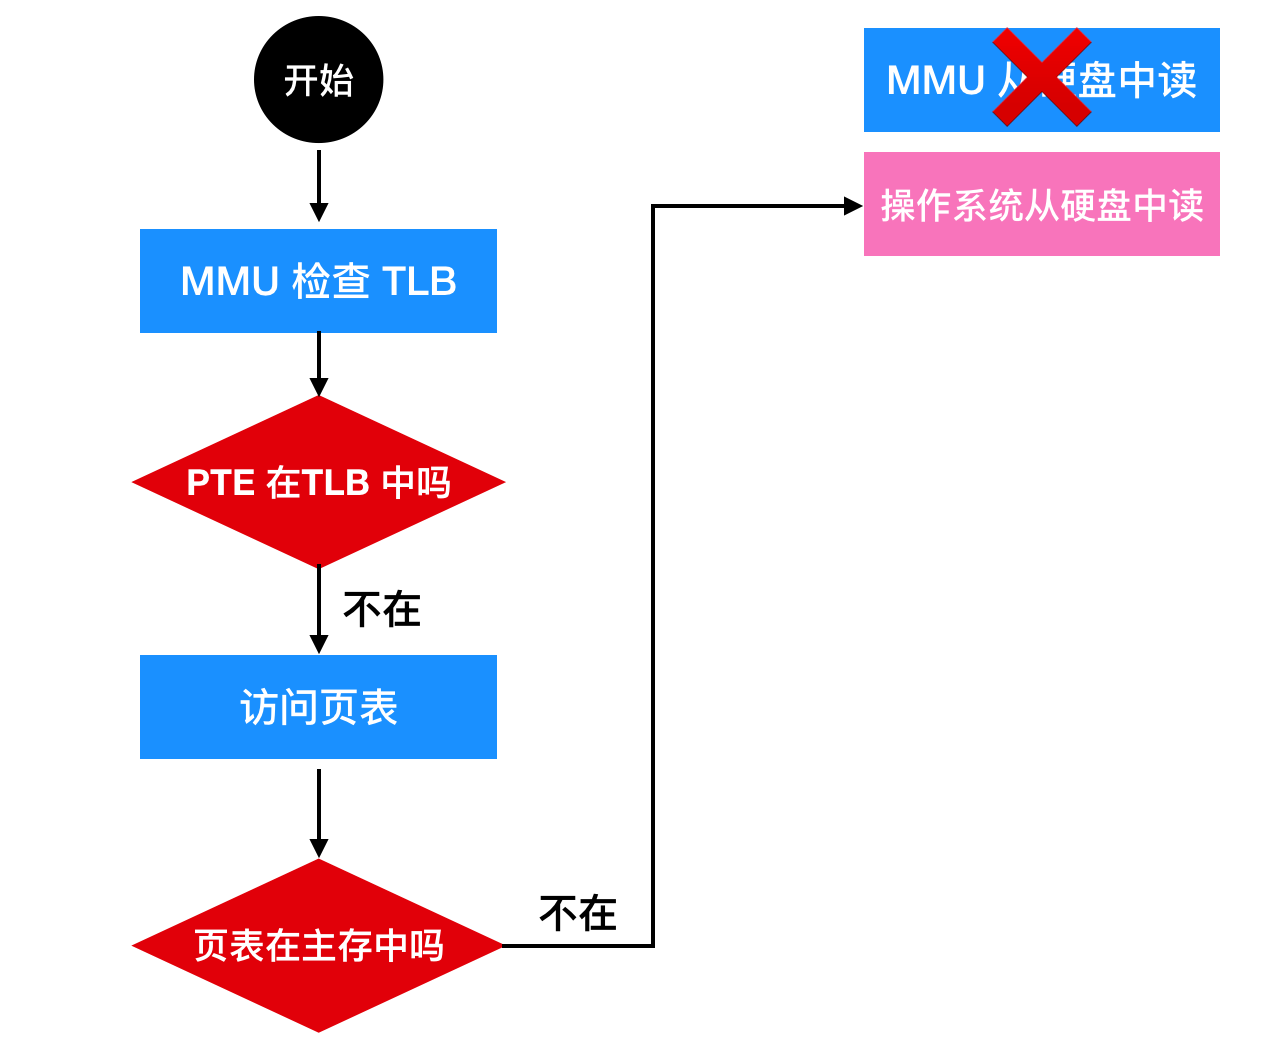 开始
MMU 检查 TLB
PTE 在TLB 中吗
不在
访问页表
页表在主存中吗
不在
MMU 从硬盘中读
操作系统从硬盘中读